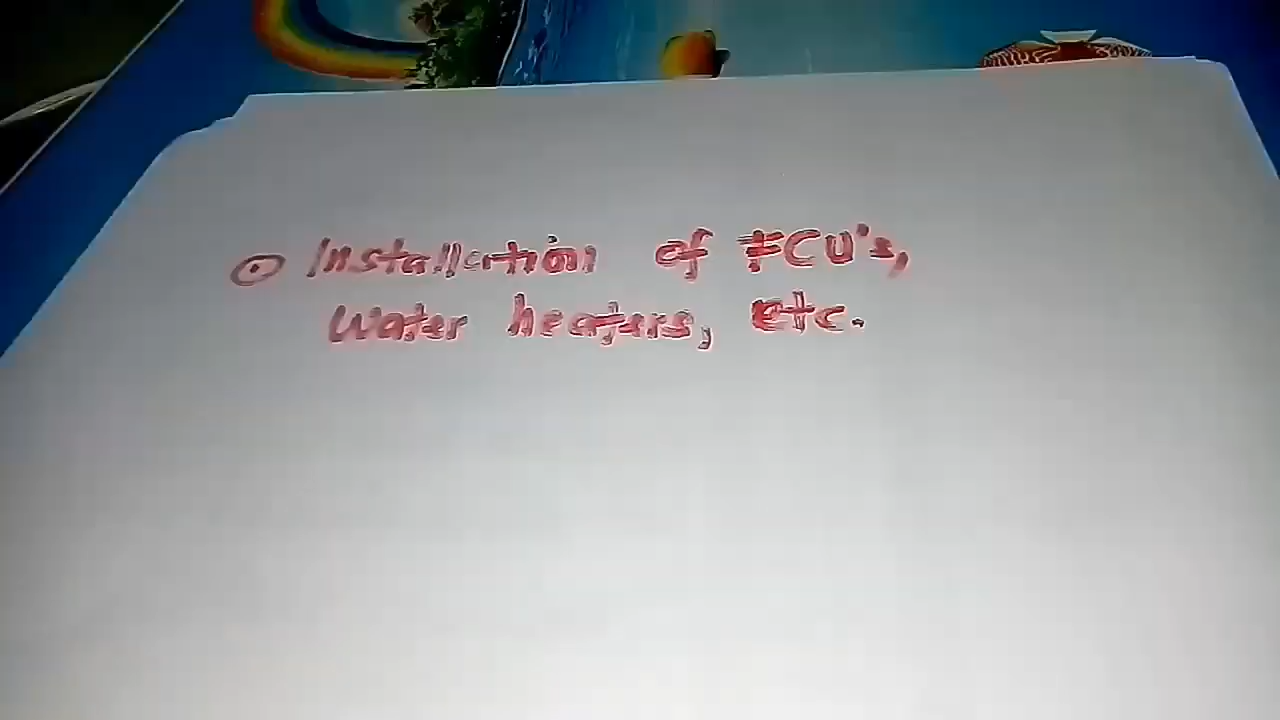 ⊙ Installation of FCU's,
water heaters, etc.